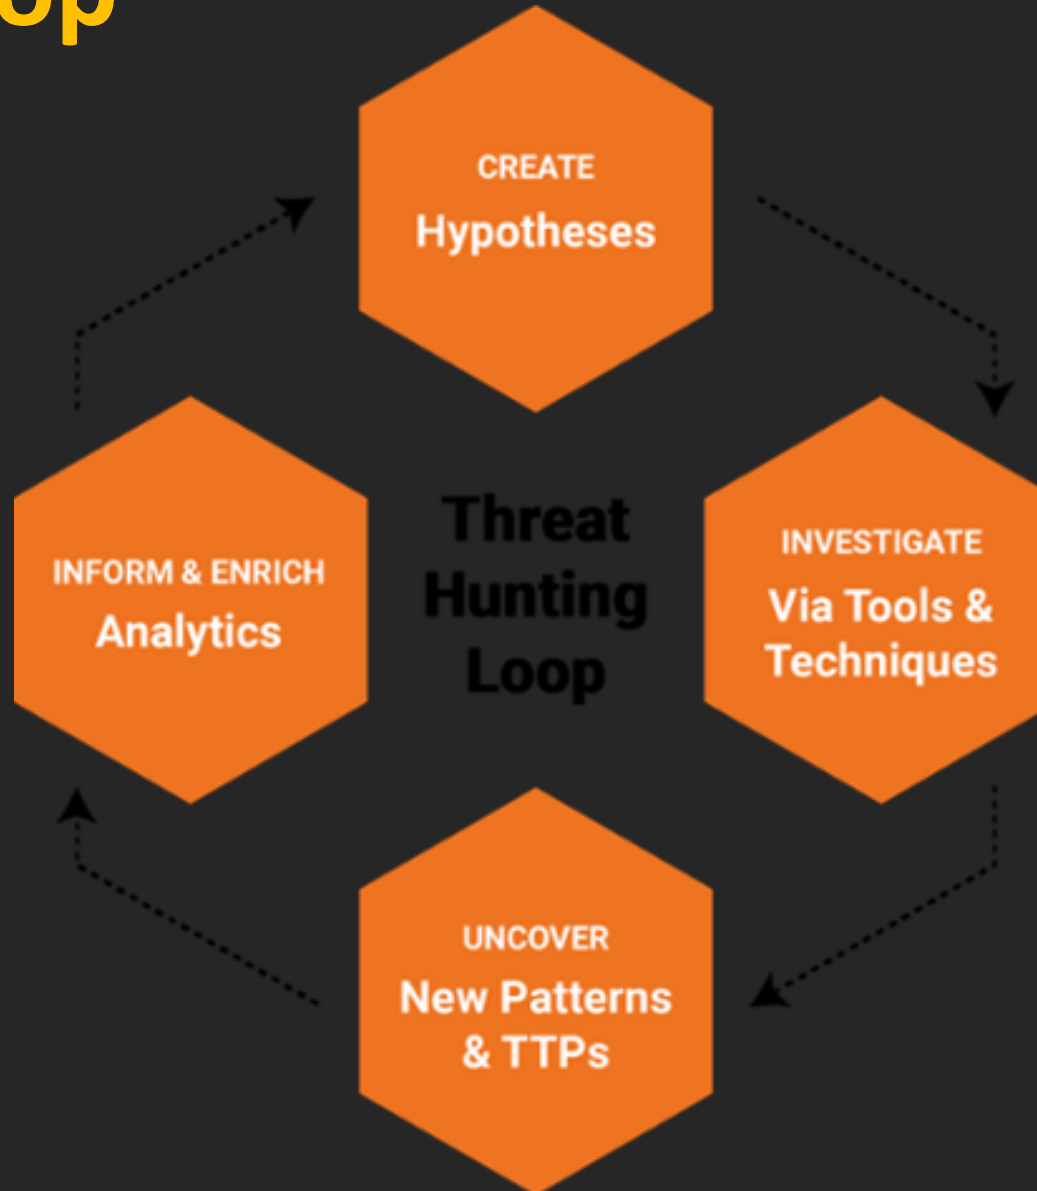 CREATE
Hypotheses
Threat
Hunting
Loop
INVESTIGATE
Via Tools &
Techniques
UNCOVER
New Patterns
& TTPs
INFORM & ENRICH
Analytics